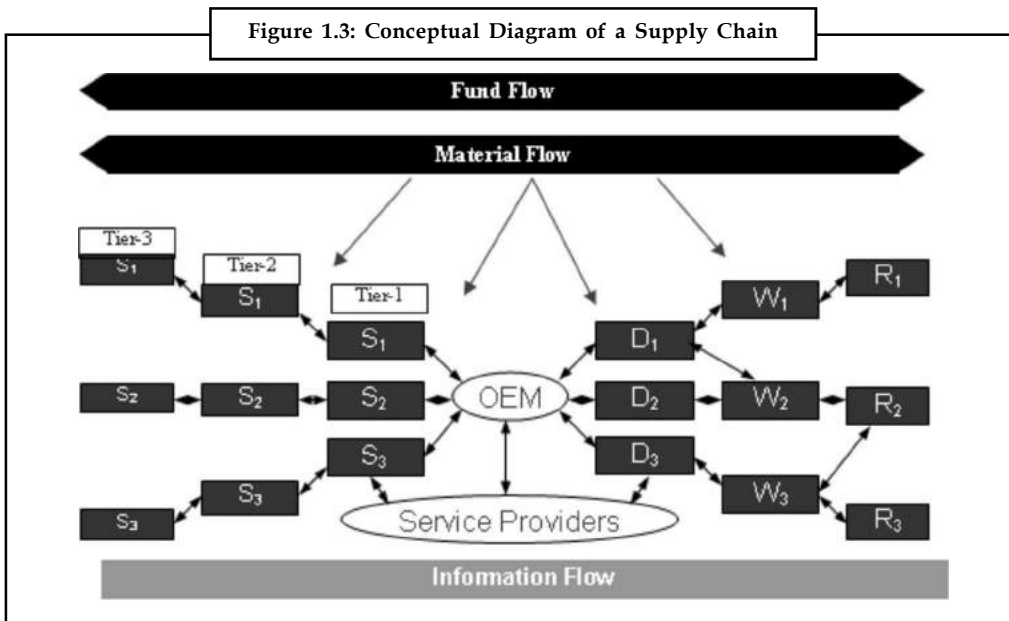 Figure 1.3: Conceptual Diagram of a Supply Chain
Fund Flow
Material Flow
Tier-3
S1
Tier-2
S1
Tier-1
S1
S2
S2
S2
S3
S3
S3
OEM
Service Providers
D1
D2
D3
W1
W2
W3
R1
R2
R3
Information Flow